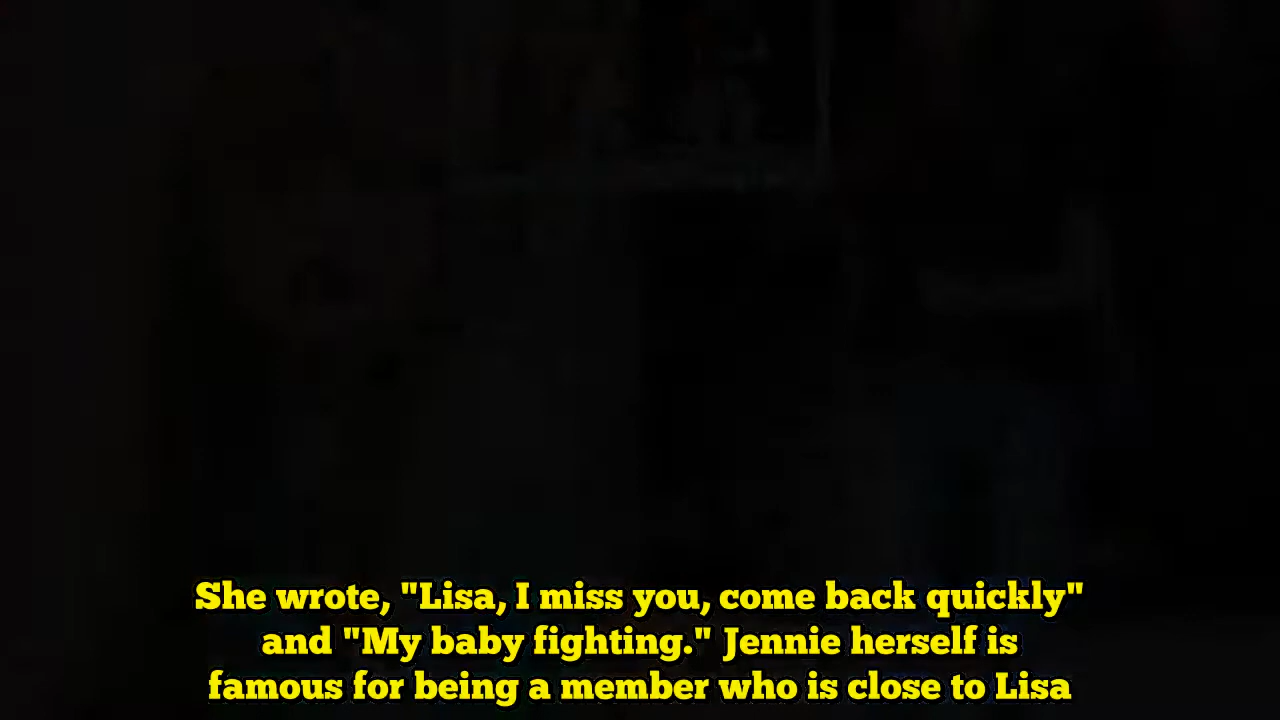 She wrote, "Lisa, I miss you, come back quickly"
and "My baby fighting." Jennie herself is
famous for being a member who is close to Lisa